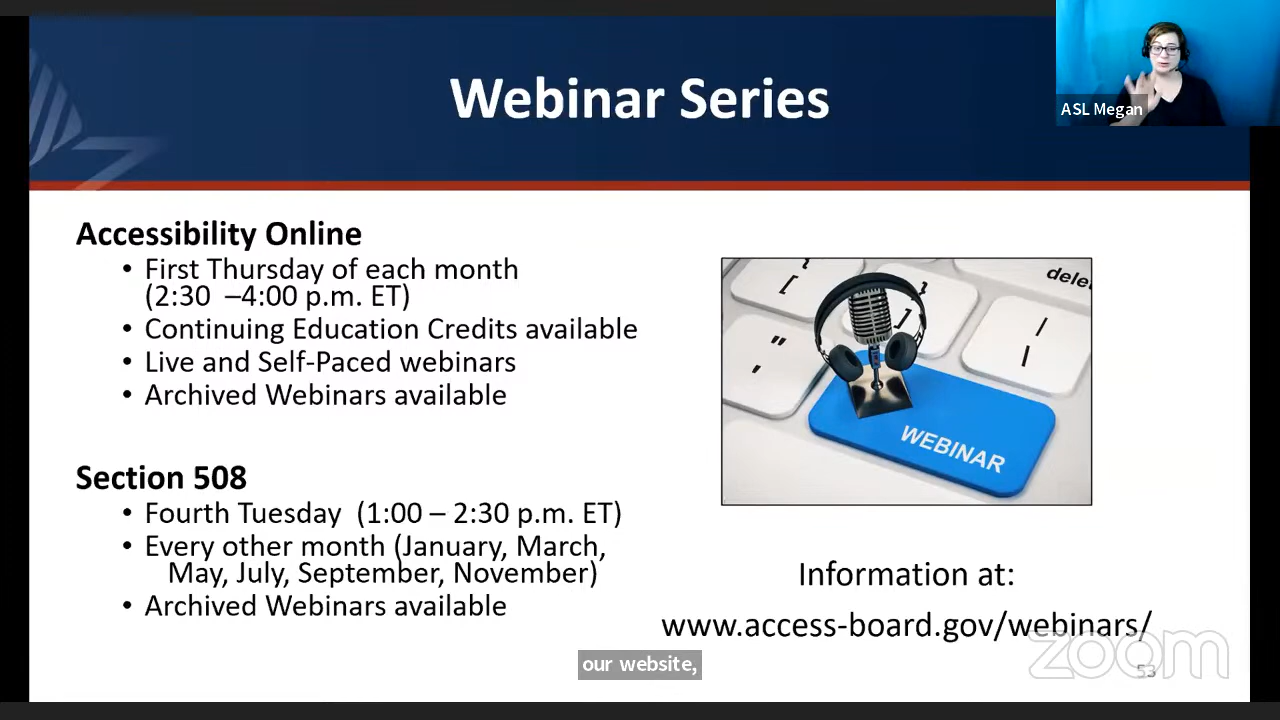 Webinar Series
ASL Megan
Accessibility Online
• First Thursday of each month
(2:30 –4:00 p.m. ET)
• Continuing Education Credits available
• Live and Self-Paced webinars
• Archived Webinars available
Section 508
• Fourth Tuesday (1:00 – 2:30 p.m. ET)
• Every other month (January, March,
May, July, September, November)
• Archived Webinars available
delet
{
[
}
]
"
'
|
\
WEBINAR
Information at:
www.access-board.gov/webinars/
our website,
zoom
53